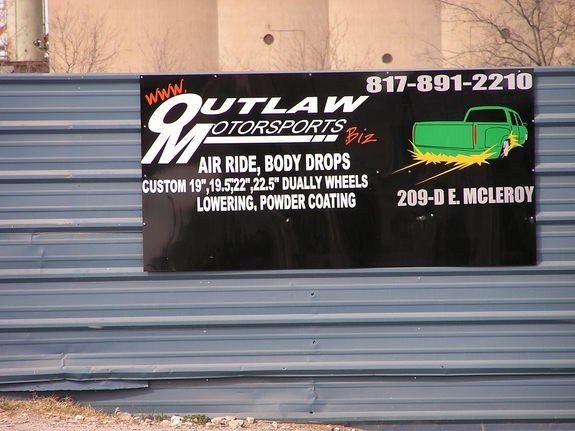 www.
817-891-2210
OUTLAW
MOTORSPORTS.Biz
AIR RIDE, BODY DROPS
CUSTOM 19",19.5",22",22.5" DUALLY WHEELS
LOWERING, POWDER COATING
209-D E. MCLEROY